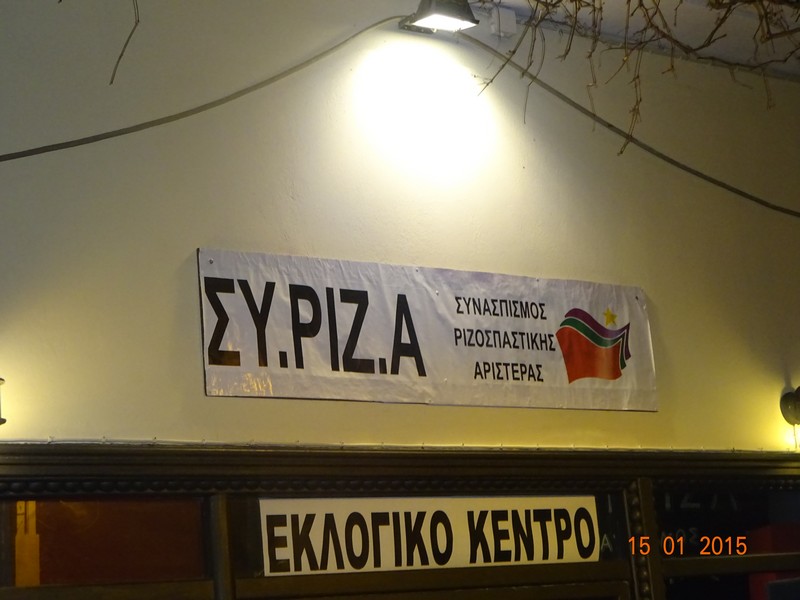 ΣΥ.ΡΙΖ.Α
ΣΥΝΑΣΠΙΣΜΟΣ
ΡΙΖΟΣΠΑΣΤΙΚΗΣ
ΑΡΙΣΤΕΡΑΣ
ΕΚΛΟΓΙΚΟ ΚΕΝΤΡΟ
15 01 2015